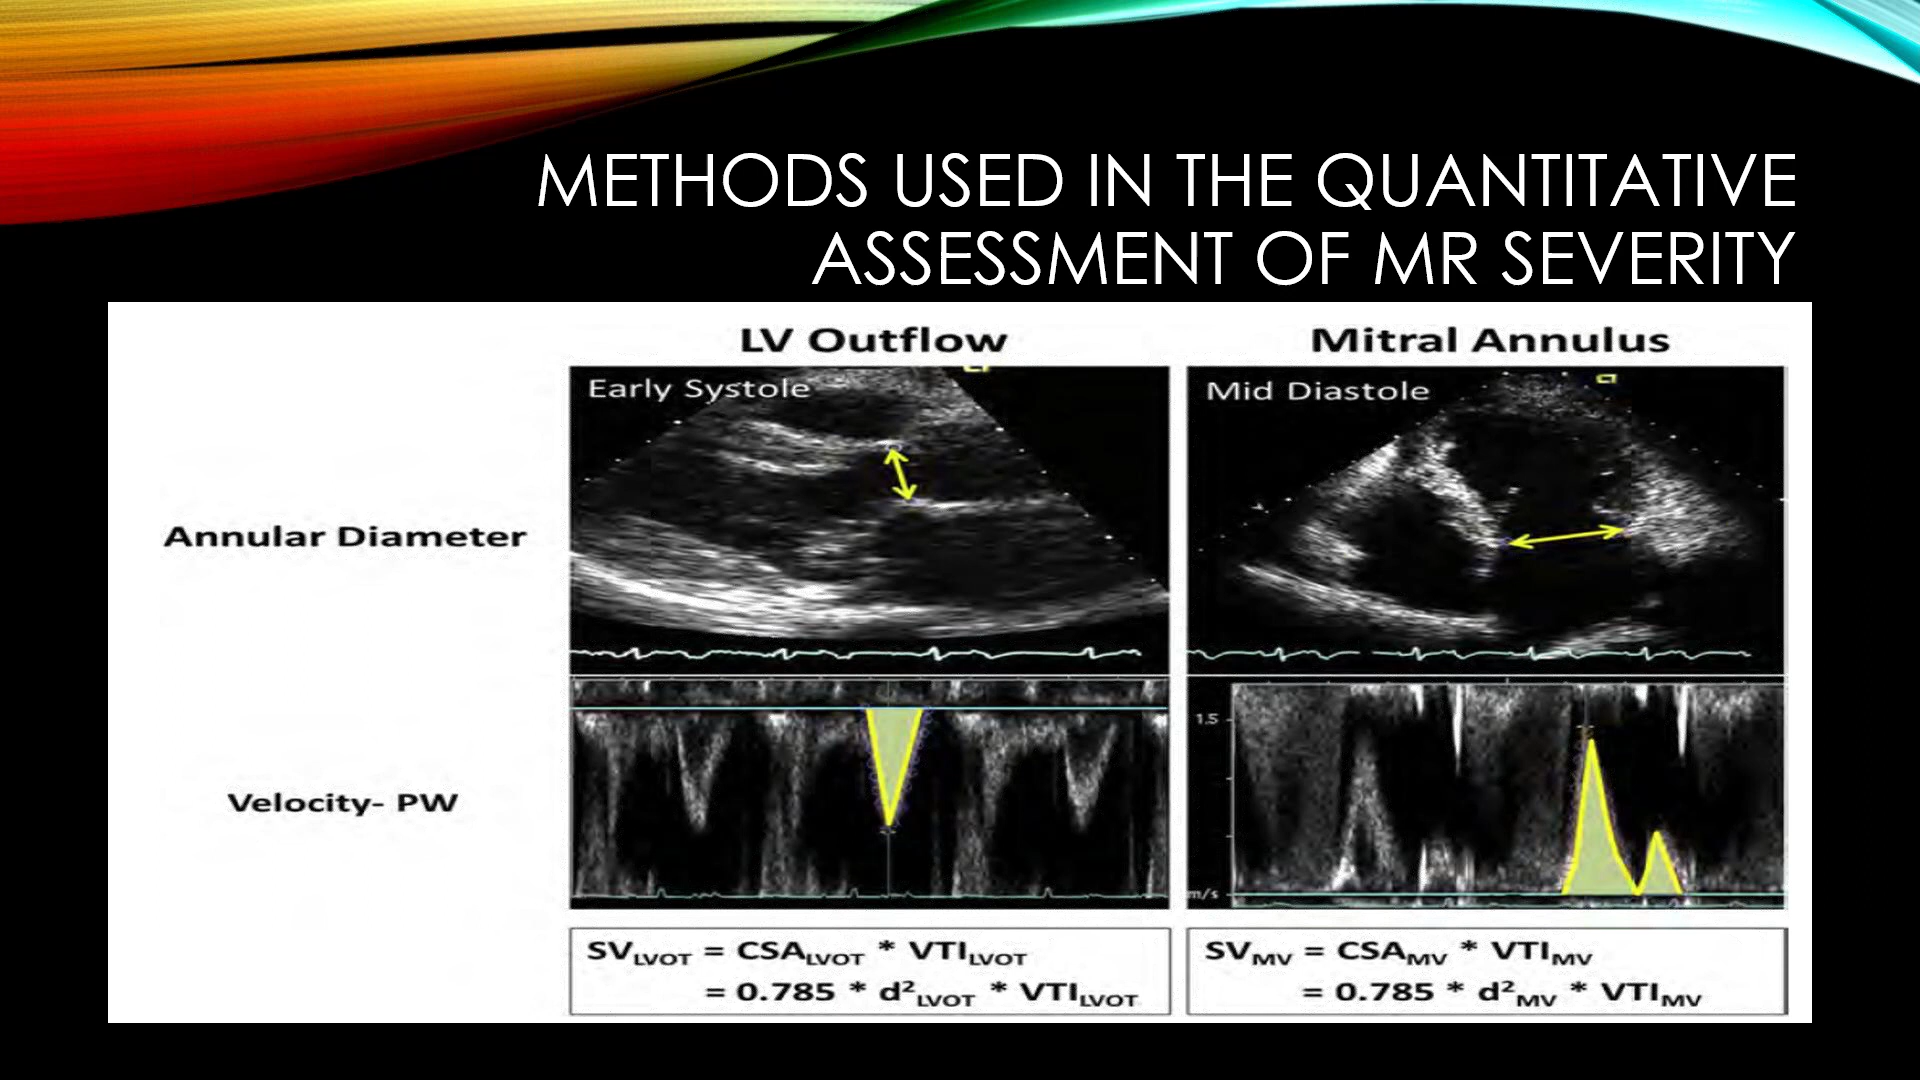 METHODS USED IN THE QUANTITATIVE
ASSESSMENT OF MR SEVERITY
LV Outflow
Mitral Annulus
Early Systole
Mid Diastole
Annular Diameter
Velocity- PW
1.5
m/s
SVLVOT = CSALVOT * VTILVOT
= 0.785 * d²LVOT * VTILVOT
SVMV = CSAMV * VTIMV
= 0.785 * d²MV * VTIMV